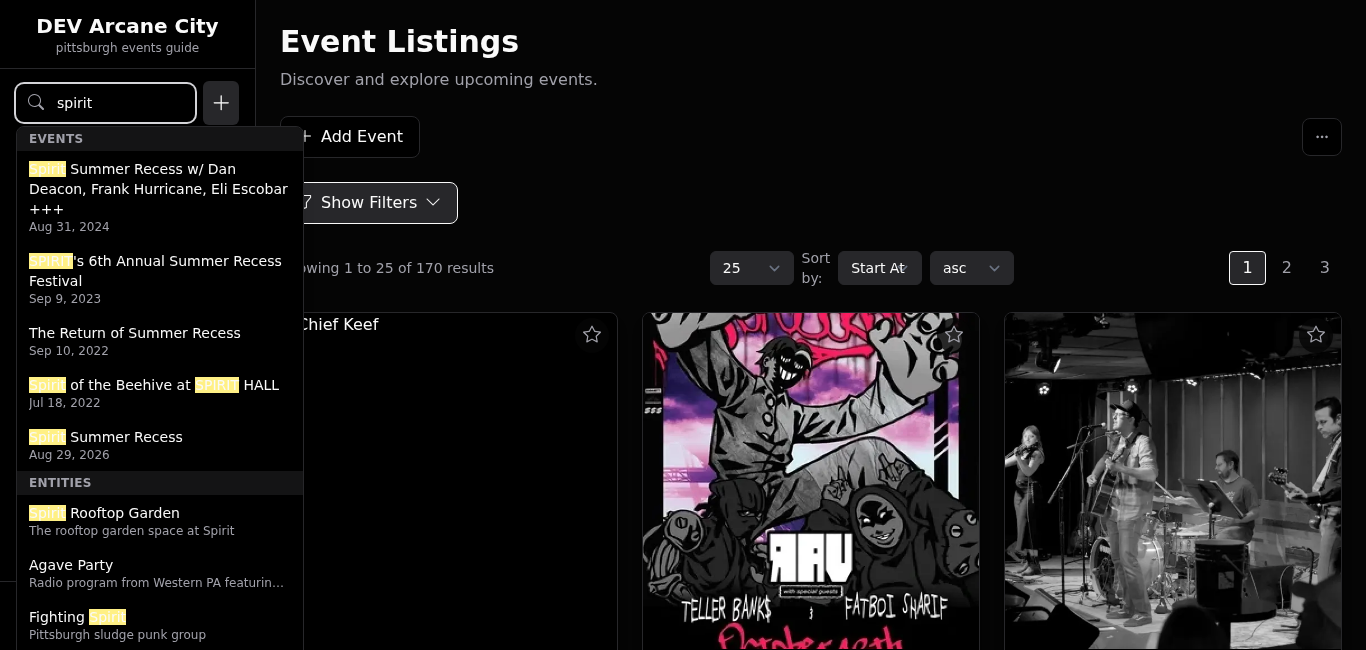 DEV Arcane City
pittsburgh events guide
spirit
EVENTS
Spirit Summer Recess w/ Dan
Deacon, Frank Hurricane, Eli Escobar
+++
Aug 31, 2024
SPIRIT's 6th Annual Summer Recess
Festival
Sep 9, 2023
The Return of Summer Recess
Sep 10, 2022
Spirit of the Beehive at SPIRIT HALL
Jul 18, 2022
Spirit Summer Recess
Aug 29, 2026
ENTITIES
Spirit Rooftop Garden
The rooftop garden space at Spirit
Agave Party
Radio program from Western PA featurin...
Fighting Spirit
Pittsburgh sludge punk group
Event Listings
Discover and explore upcoming events.
Add Event
...
Show Filters
owing 1 to 25 of 170 results
25
Sort
by:
Start At
asc
1 2 3
Chief Keef
RAV
with special guests
TELLER BANK$ & FATBOI SHARIF